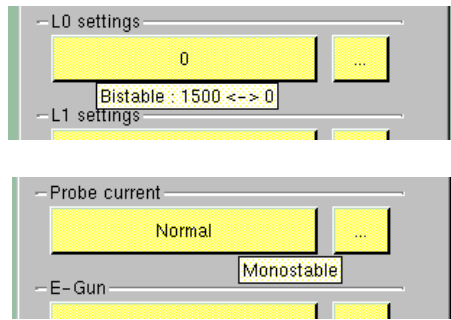 L0 settings
0 ...
Bistable : 1500 <-> 0
L1 settings
Probe current
Normal ...
Monostable
E-Gun